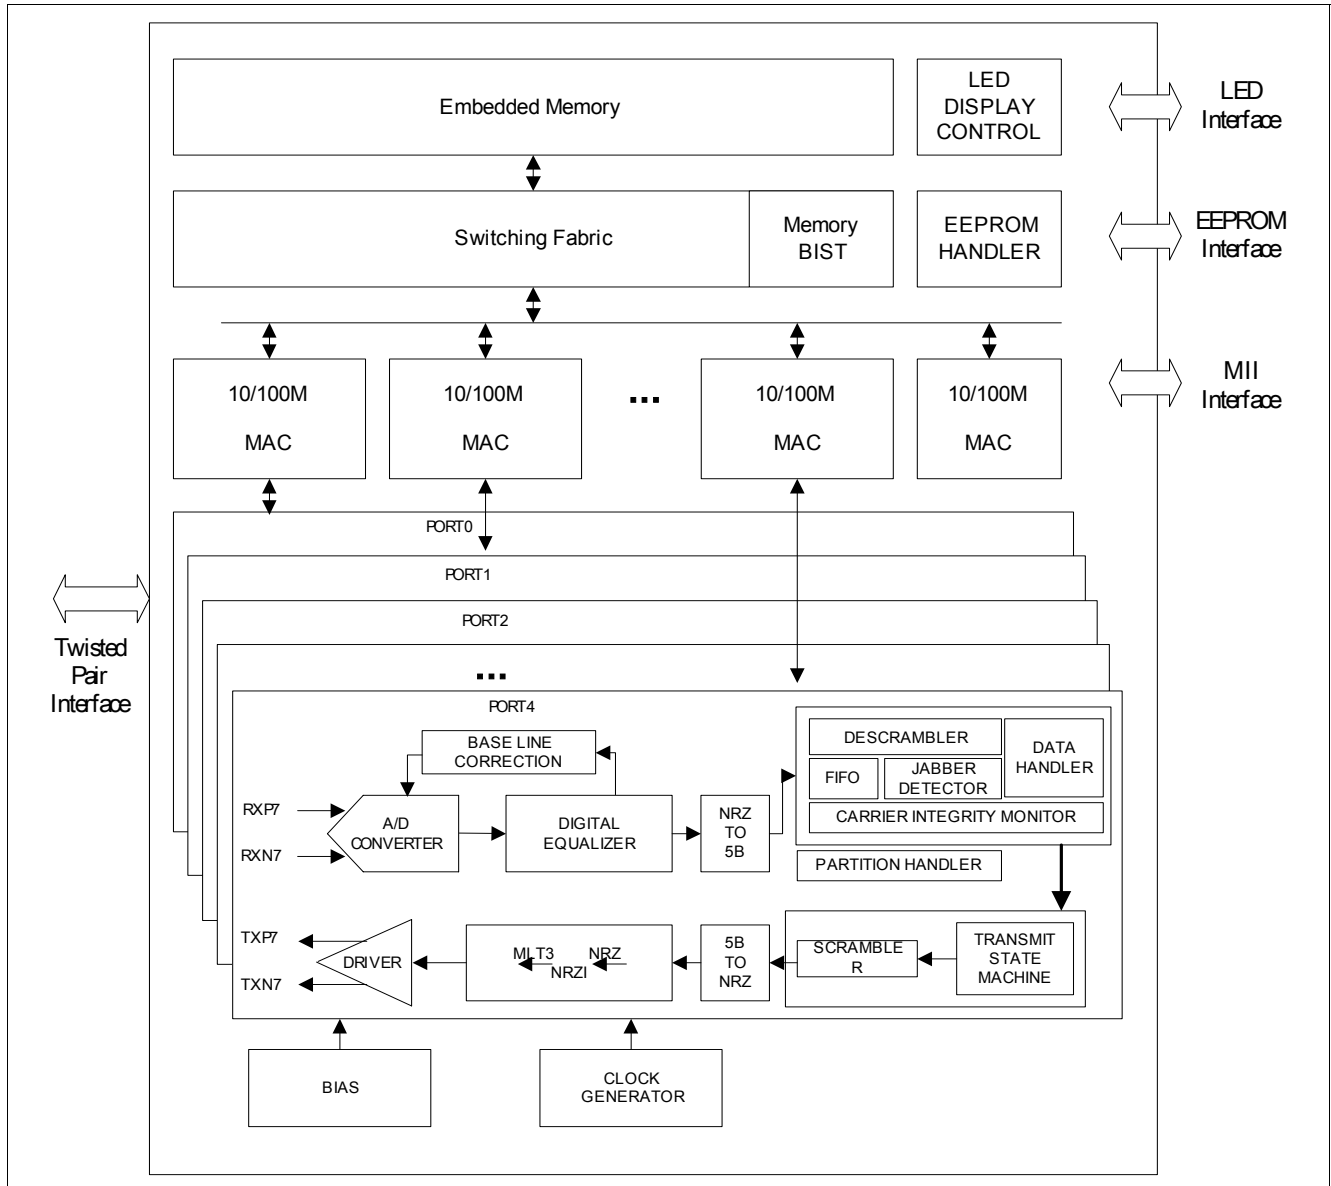 Embedded Memory
LED
DISPLAY
CONTROL
LED
Interface
Switching Fabric
Memory
BIST
EEPROM
HANDLER
EEPROM
Interface
10/100M
MAC
10/100M
MAC
...
10/100M
MAC
10/100M
MAC
MII
Interface
PORT0
PORT1
PORT2
...
PORT4
Twisted
Pair
Interface
BASE LINE
CORRECTION
DESCRAMBLER
DATA
HANDLER
FIFO
JABBER
DETECTOR
CARRIER INTEGRITY MONITOR
RXP7
RXN7
A/D
CONVERTER
DIGITAL
EQUALIZER
NRZ
TO
5B
PARTITION HANDLER
TXP7
TXN7
DRIVER
MLT3
NRZI
NRZ
5B
TO
NRZ
SCRAMBLE
R
TRANSMIT
STATE
MACHINE
BIAS
CLOCK
GENERATOR